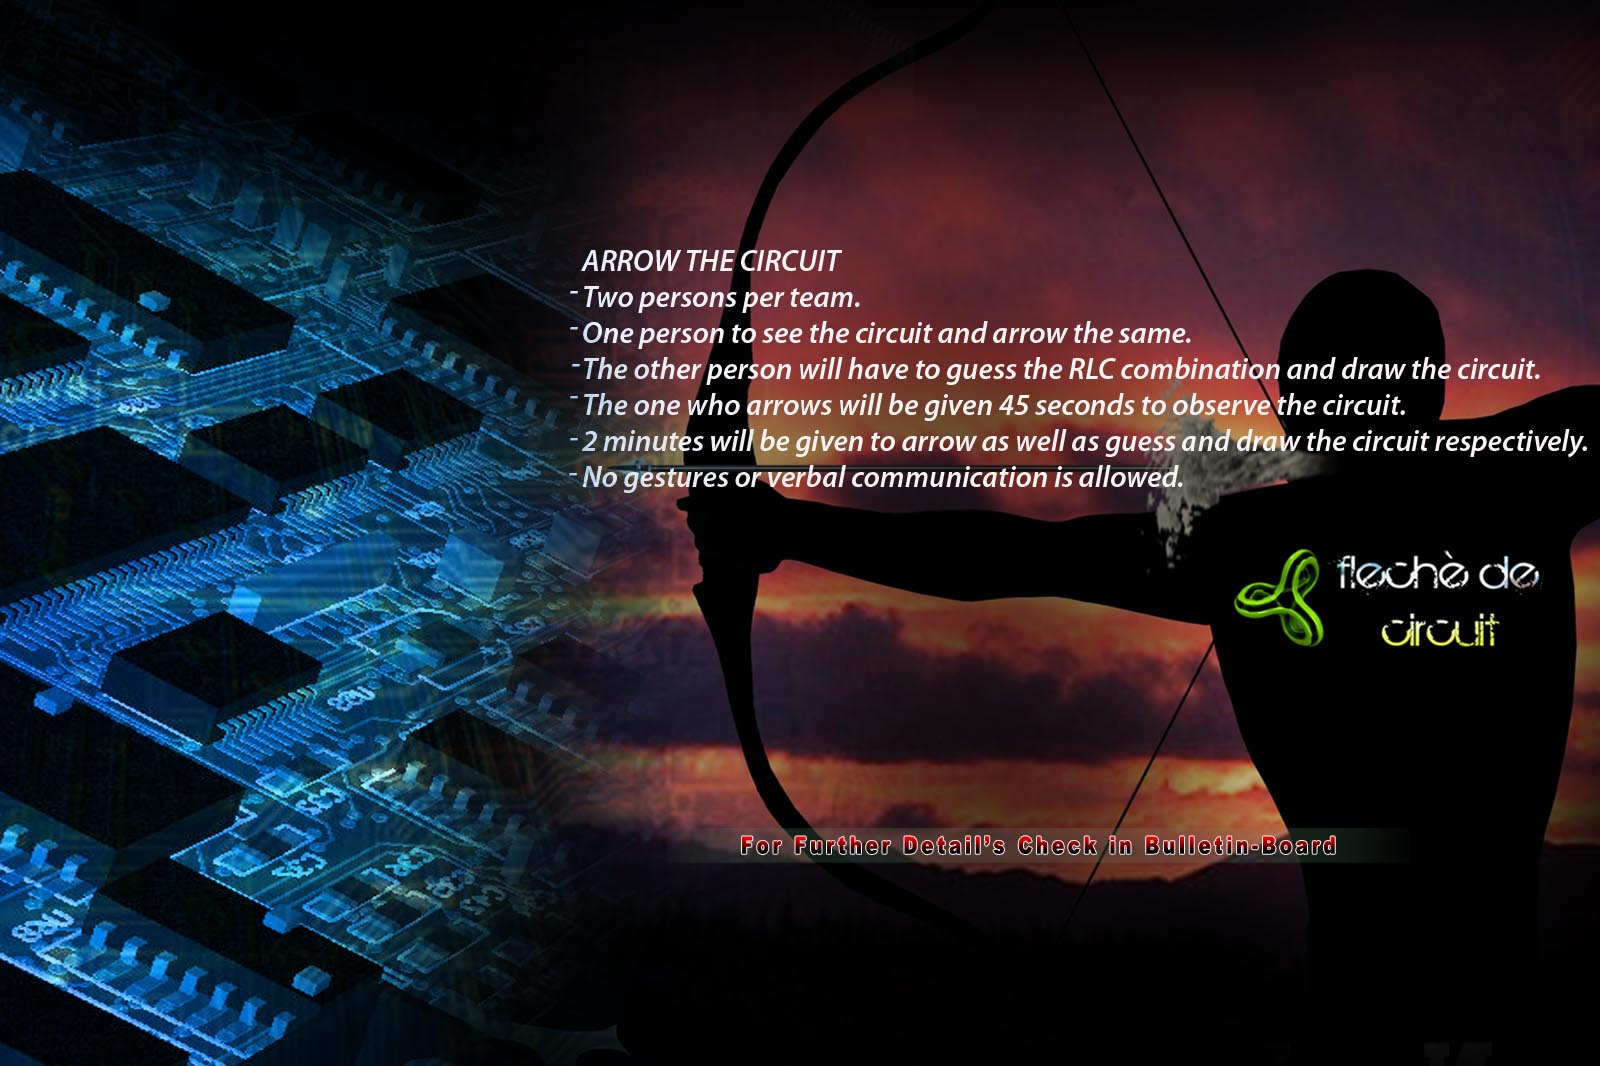 ARROW THE CIRCUIT
- Two persons per team.
- One person to see the circuit and arrow the same.
- The other person will have to guess the RLC combination and draw the circuit.
- The one who arrows will be given 45 seconds to observe the circuit.
- 2 minutes will be given to arrow as well as guess and draw the circuit respectively.
- No gestures or verbal communication is allowed.
flechè de
circuit
For Further Detail's Check in Bulletin-Board